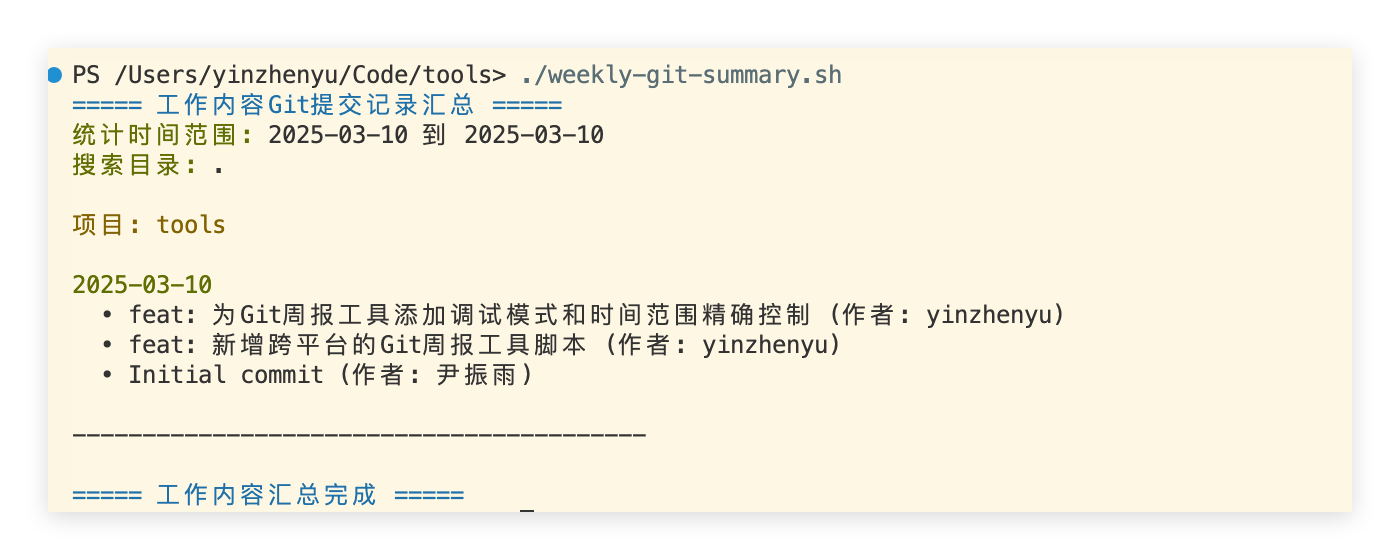 PS /Users/yinzhenyu/Code/tools> ./weekly-git-summary.sh
===== 工作内容Git提交记录汇总 =====
统计时间范围: 2025-03-10 到 2025-03-10
搜索目录: .
项目: tools
2025-03-10
• feat: 为Git周报工具添加调试模式和时间范围精确控制 (作者: yinzhenyu)
• feat: 新增跨平台的Git周报工具脚本 (作者: yinzhenyu)
• Initial commit (作者: 尹振雨)
-----------------------------------------
===== 工作内容汇总完成 =====